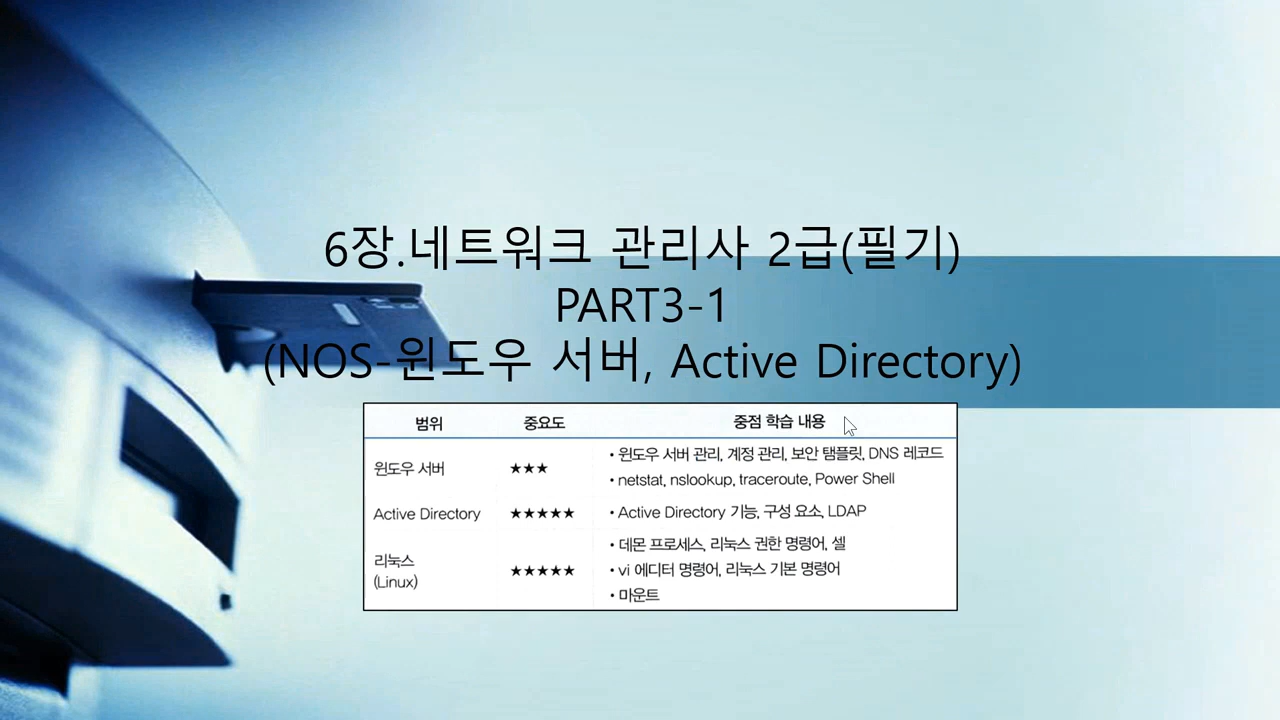 6장.네트워크 관리사 2급(필기)
PART3-1
(NOS-윈도우 서버, Active Directory)
범위 중요도 중점 학습 내용
윈도우 서버 ★★★ • 윈도우 서버 관리, 계정 관리, 보안 탬플릿, DNS 레코드
• netstat, nslookup, traceroute, Power Shell
Active Directory ★★★★★ • Active Directory 기능, 구성 요소, LDAP
리눅스
(Linux) ★★★★★ • 데몬 프로세스, 리눅스 권한 명령어, 셸
• vi 에디터 명령어, 리눅스 기본 명령어
• 마운트